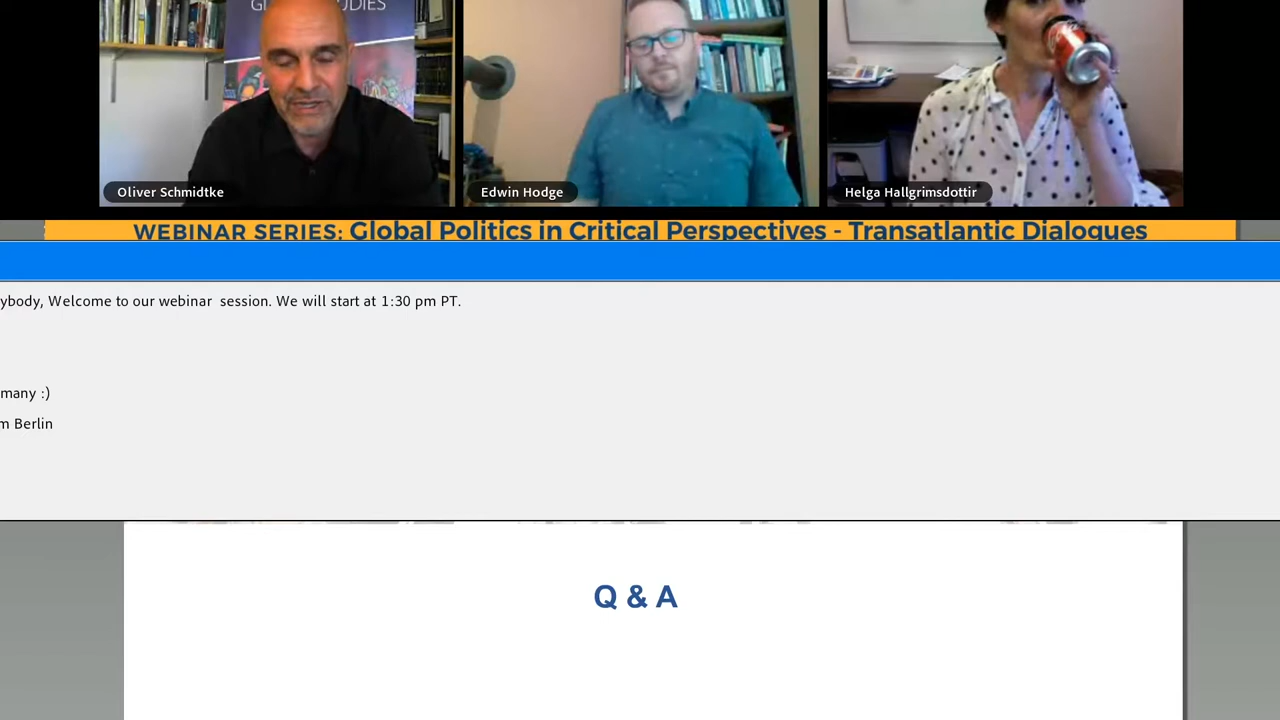 Oliver Schmidtke
Edwin Hodge
Helga Hallgrimsdottir
WEBINAR SERIES: Global Politics in Critical Perspectives - Transatlantic Dialogues
ybody, Welcome to our webinar session. We will start at 1:30 pm PT.
many :)
m Berlin
Q & A